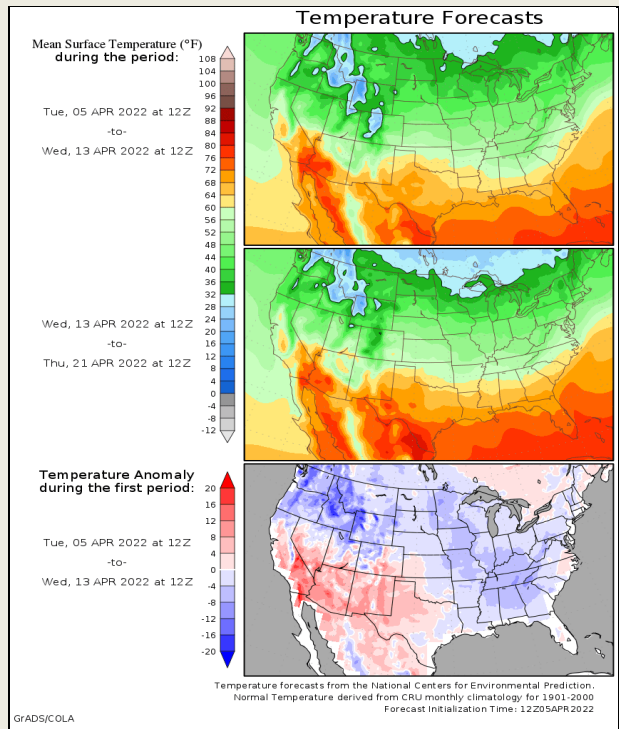 Temperature Forecasts
Mean Surface Temperature (°F)
during the period:
108
104
100
96
92
88
84
80
76
72
68
64
60
56
52
48
44
40
36
32
28
24
20
16
12
8
4
0
-4
-8
-12
Tue, 05 APR 2022 at 12Z
-to-
Wed, 13 APR 2022 at 12Z
Wed, 13 APR 2022 at 12Z
-to-
Thu, 21 APR 2022 at 12Z
Temperature Anomaly
during the first period:
20
16
12
8
4
0
-4
-8
-12
-16
-20
Tue, 05 APR 2022 at 12Z
-to-
Wed, 13 APR 2022 at 12Z
Temperature forecasts from the National Centers for Environmental Prediction.
Normal Temperature derived from CRU monthly climatology for 1901-2000
Forecast Initialization Time: 12Z05APR2022
GrADS/COLA